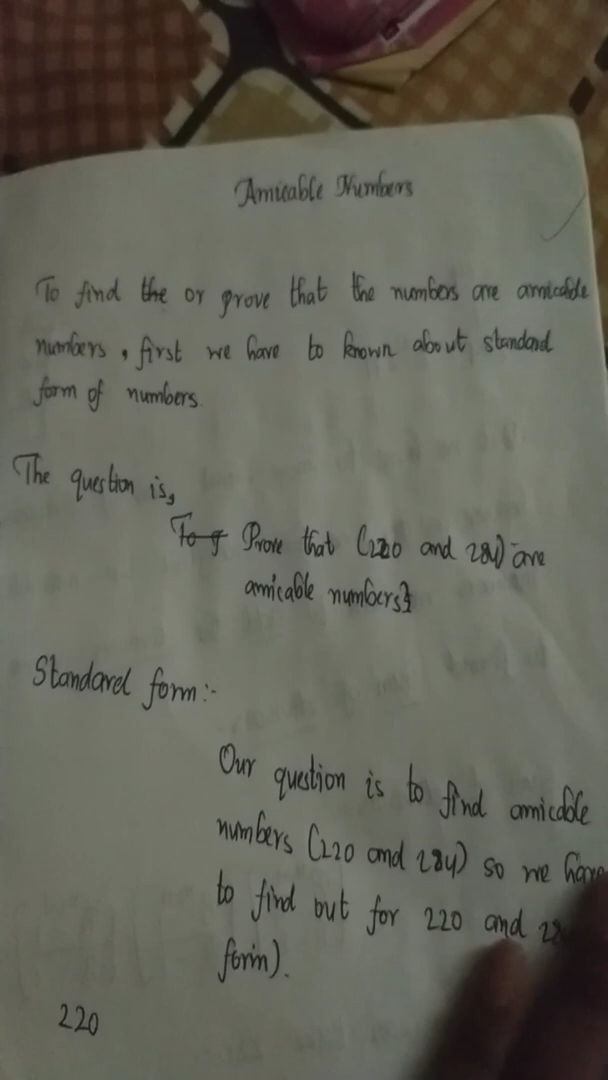 Amicable Numbers
To find the or prove that the numbers are amicable
numbers, first we have to known about standard
form of numbers.
The question is,
To g Prove that (220 and 284) are
amicable numbers}
Standard form:-
Our question is to find amicable
numbers (220 and 284) so we have
to find out for 220 and
form).
220